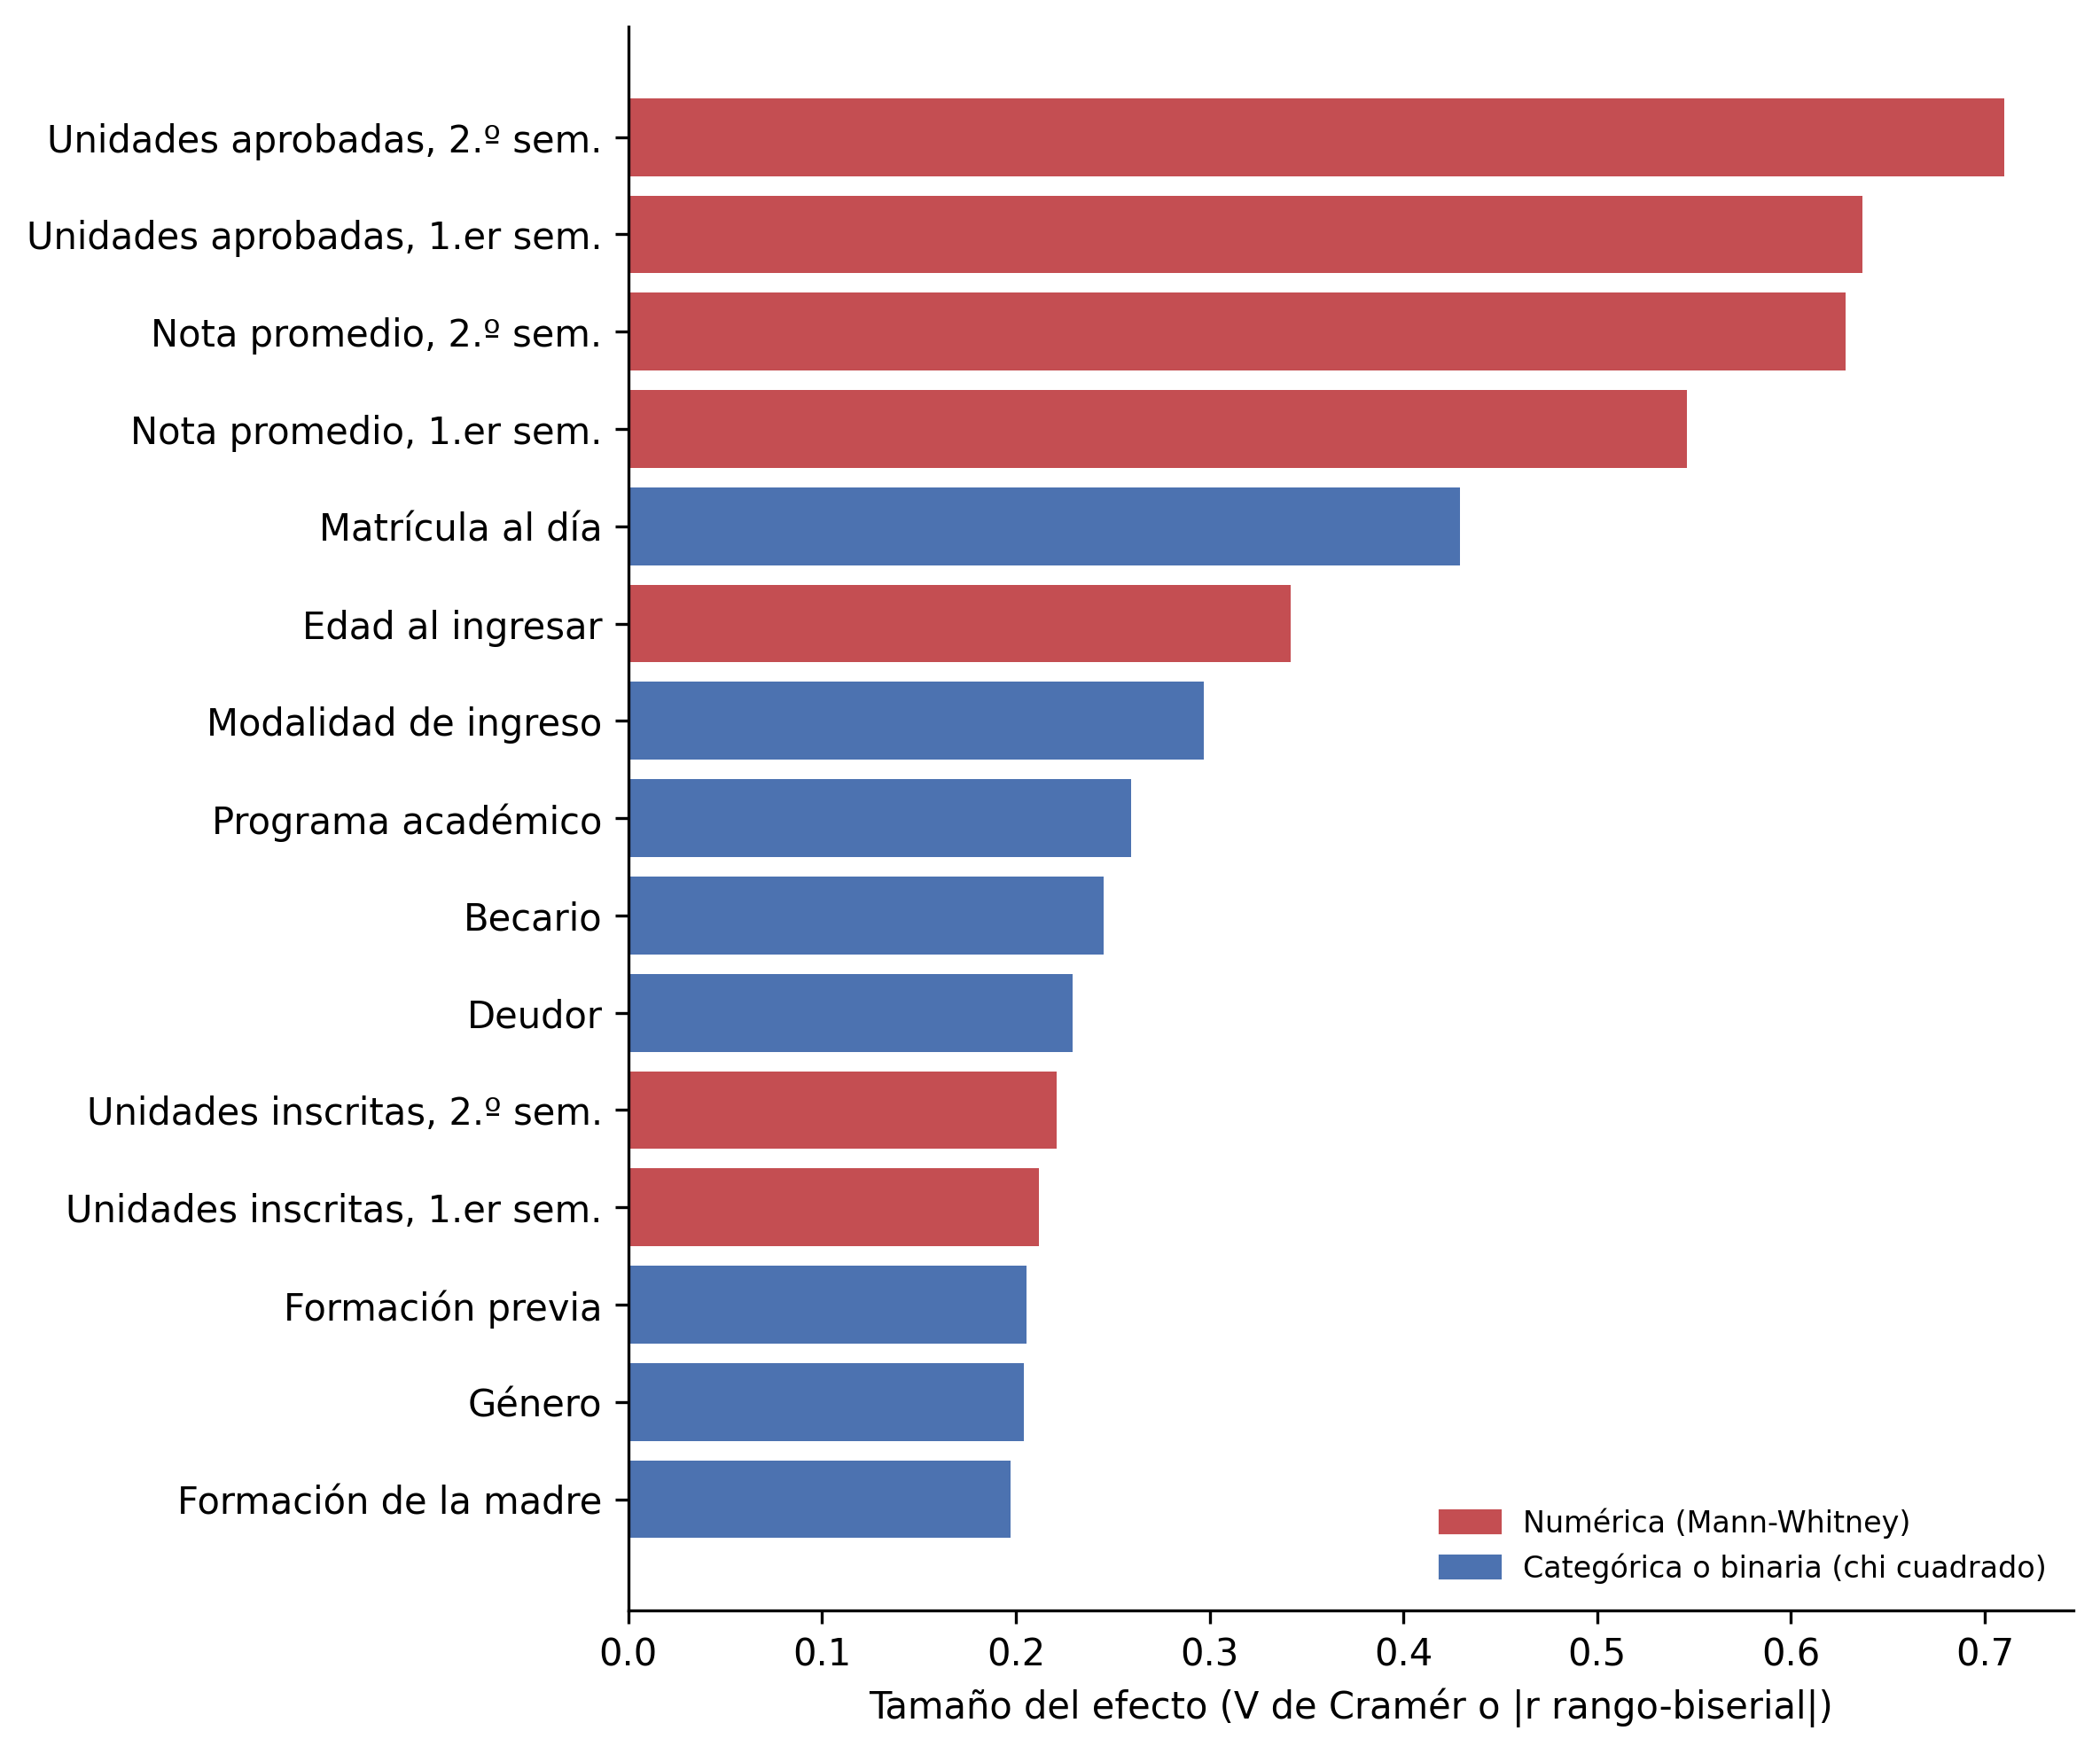 Unidades aprobadas, 2.º sem.
Unidades aprobadas, 1.er sem.
Nota promedio, 2.º sem.
Nota promedio, 1.er sem.
Matrícula al día
Edad al ingresar
Modalidad de ingreso
Programa académico
Becario
Deudor
Unidades inscritas, 2.º sem.
Unidades inscritas, 1.er sem.
Formación previa
Género
Formación de la madre
Numérica (Mann-Whitney)
Categórica o binaria (chi cuadrado)
0.0 0.1 0.2 0.3 0.4 0.5 0.6 0.7
Tamaño del efecto (V de Cramér o |r rango-biserial|)